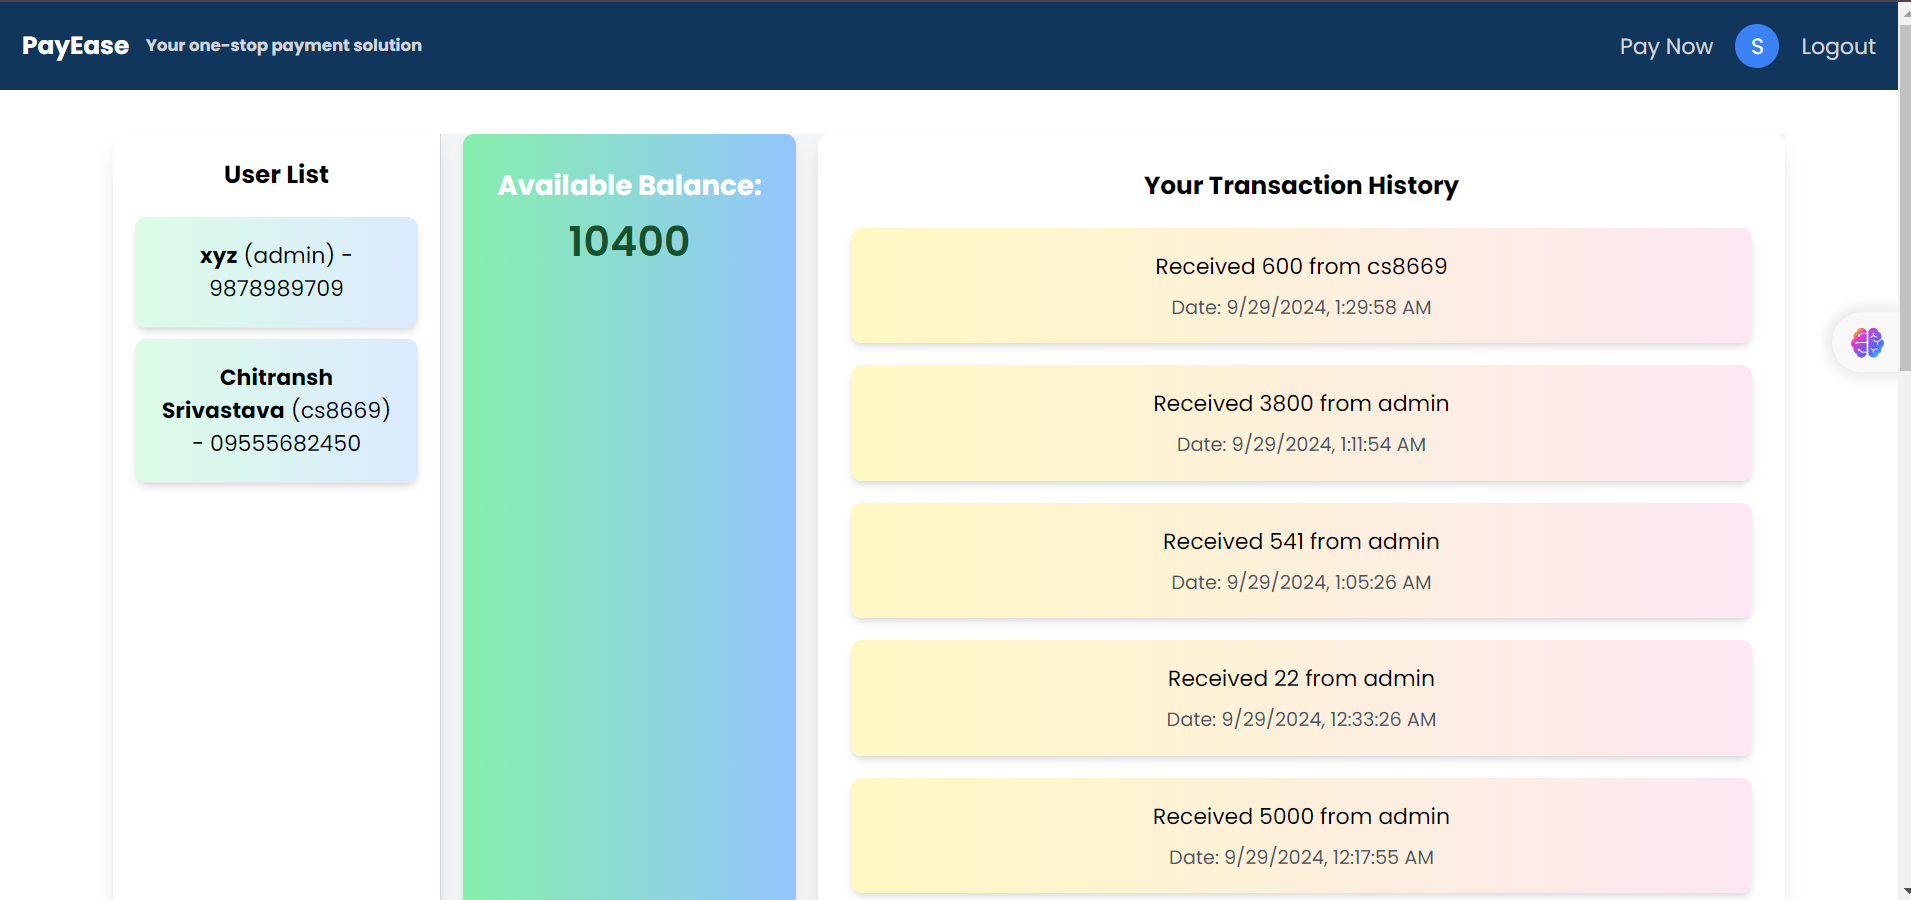 PayEase Your one-stop payment solution
Pay Now S Logout
User List
xyz (admin) -
9878989709
Chitransh
Srivastava (cs8669)
- 09555682450
Available Balance:
10400
Your Transaction History
Received 600 from cs8669
Date: 9/29/2024, 1:29:58 AM
Received 3800 from admin
Date: 9/29/2024, 1:11:54 AM
Received 541 from admin
Date: 9/29/2024, 1:05:26 AM
Received 22 from admin
Date: 9/29/2024, 12:33:26 AM
Received 5000 from admin
Date: 9/29/2024, 12:17:55 AM